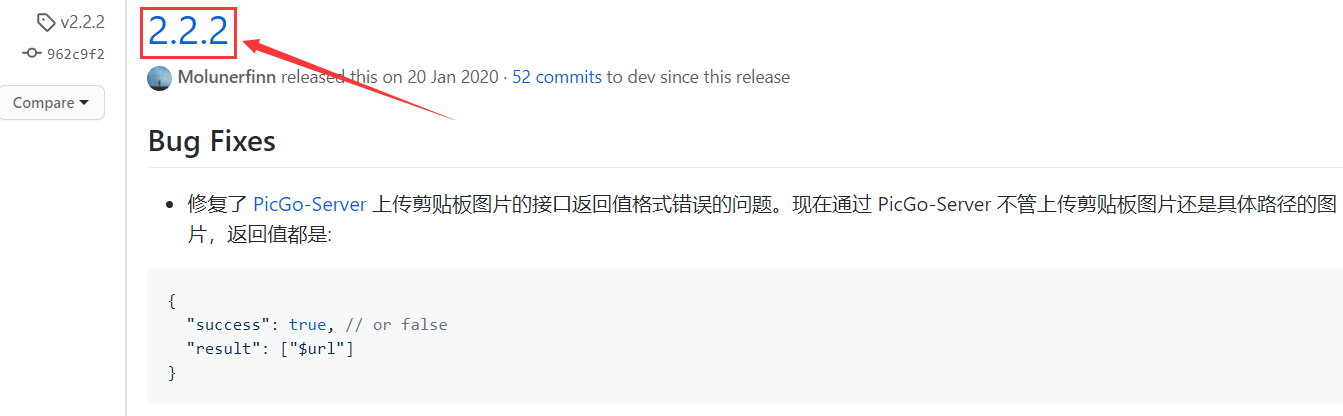 v2.2.2
962c9f2
Compare
2.2.2
Molunerfinn released this on 20 Jan 2020 · 52 commits to dev since this release
Bug Fixes
• 修复了 PicGo-Server 上传剪贴板图片的接口返回值格式错误的问题。现在通过 PicGo-Server 不管上传剪贴板图片还是具体路径的图
片，返回值都是:
{
  "success": true, // or false
  "result": ["$url"]
}